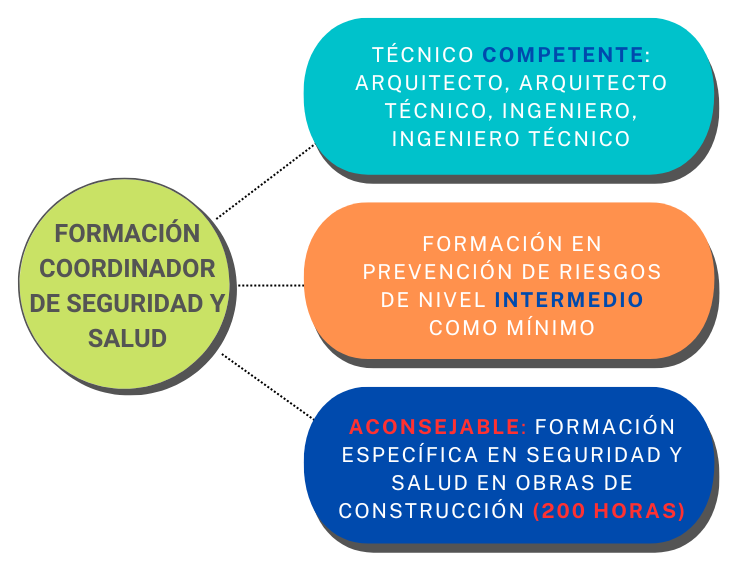 FORMACIÓN
COORDINADOR
DE SEGURIDAD Y
SALUD
TÉCNICO COMPETENTE:
ARQUITECTO, ARQUITECTO
TÉCNICO, INGENIERO,
INGENIERO TÉCNICO
FORMACIÓN EN
PREVENCIÓN DE RIESGOS
DE NIVEL INTERMEDIO
COMO MÍNIMO
ACONSEJABLE: FORMACIÓN
ESPECÍFICA EN SEGURIDAD Y
SALUD EN OBRAS DE
CONSTRUCCIÓN (200 HORAS)